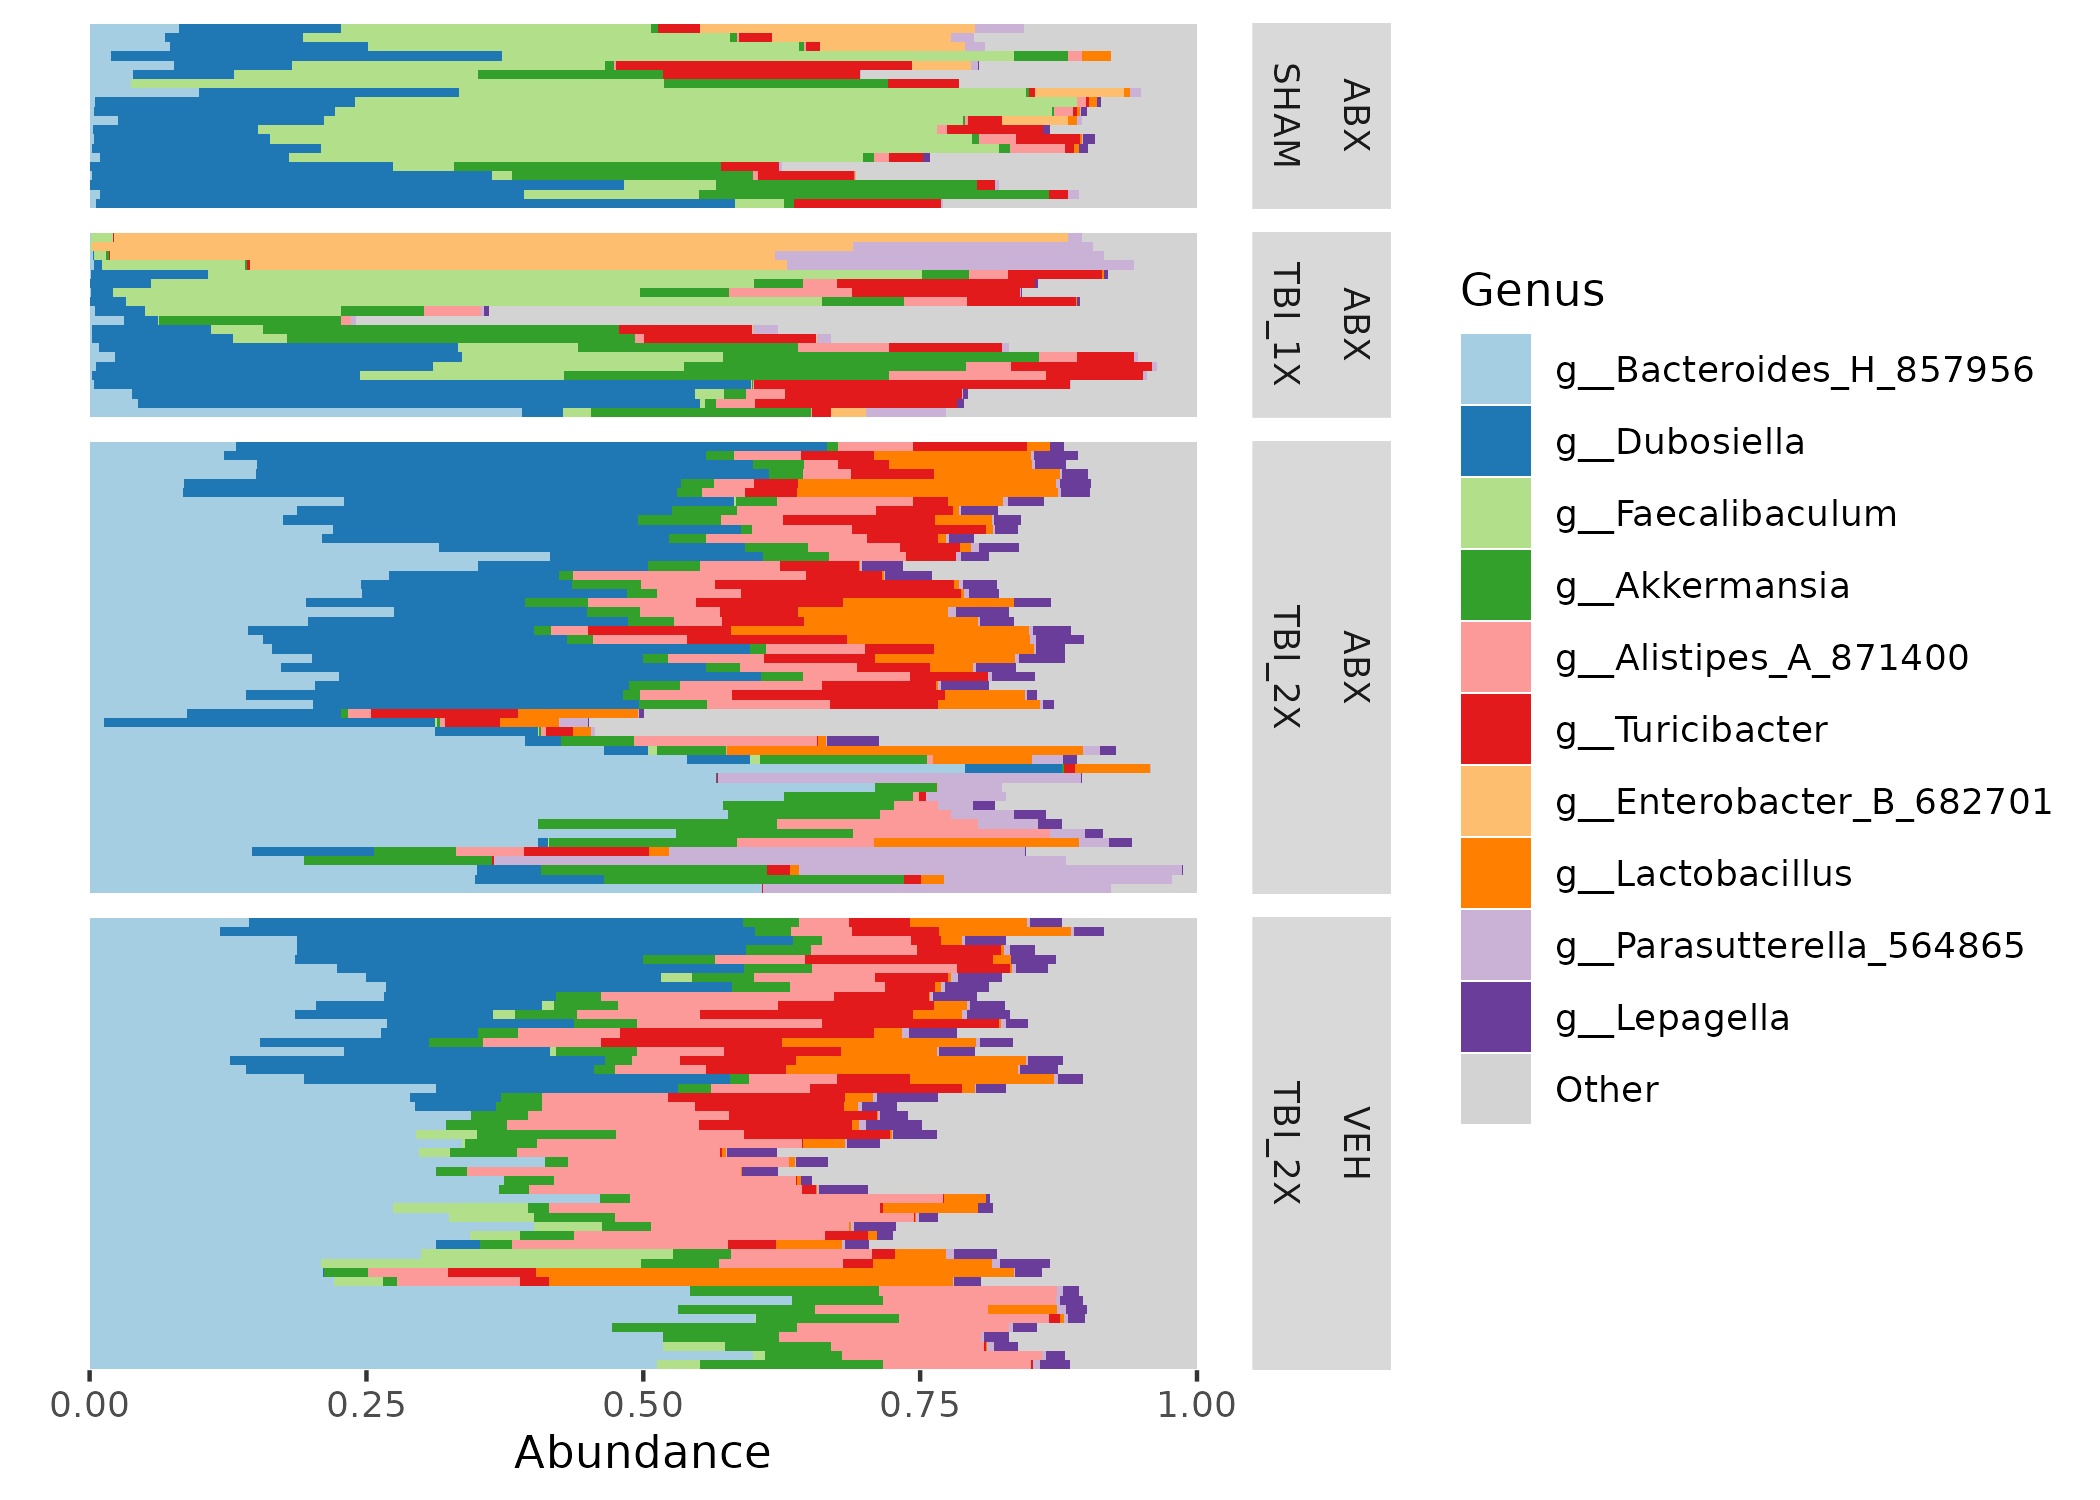 SHAM
ABX
TBI_1X
ABX
TBI_2X
ABX
TBI_2X
VEH
0.00
0.25
0.50
0.75
1.00
Abundance
Genus
g__Bacteroides_H_857956
g__Dubosiella
g__Faecalibaculum
g__Akkermansia
g__Alistipes_A_871400
g__Turicibacter
g__Enterobacter_B_682701
g__Lactobacillus
g__Parasutterella_564865
g__Lepagella
Other